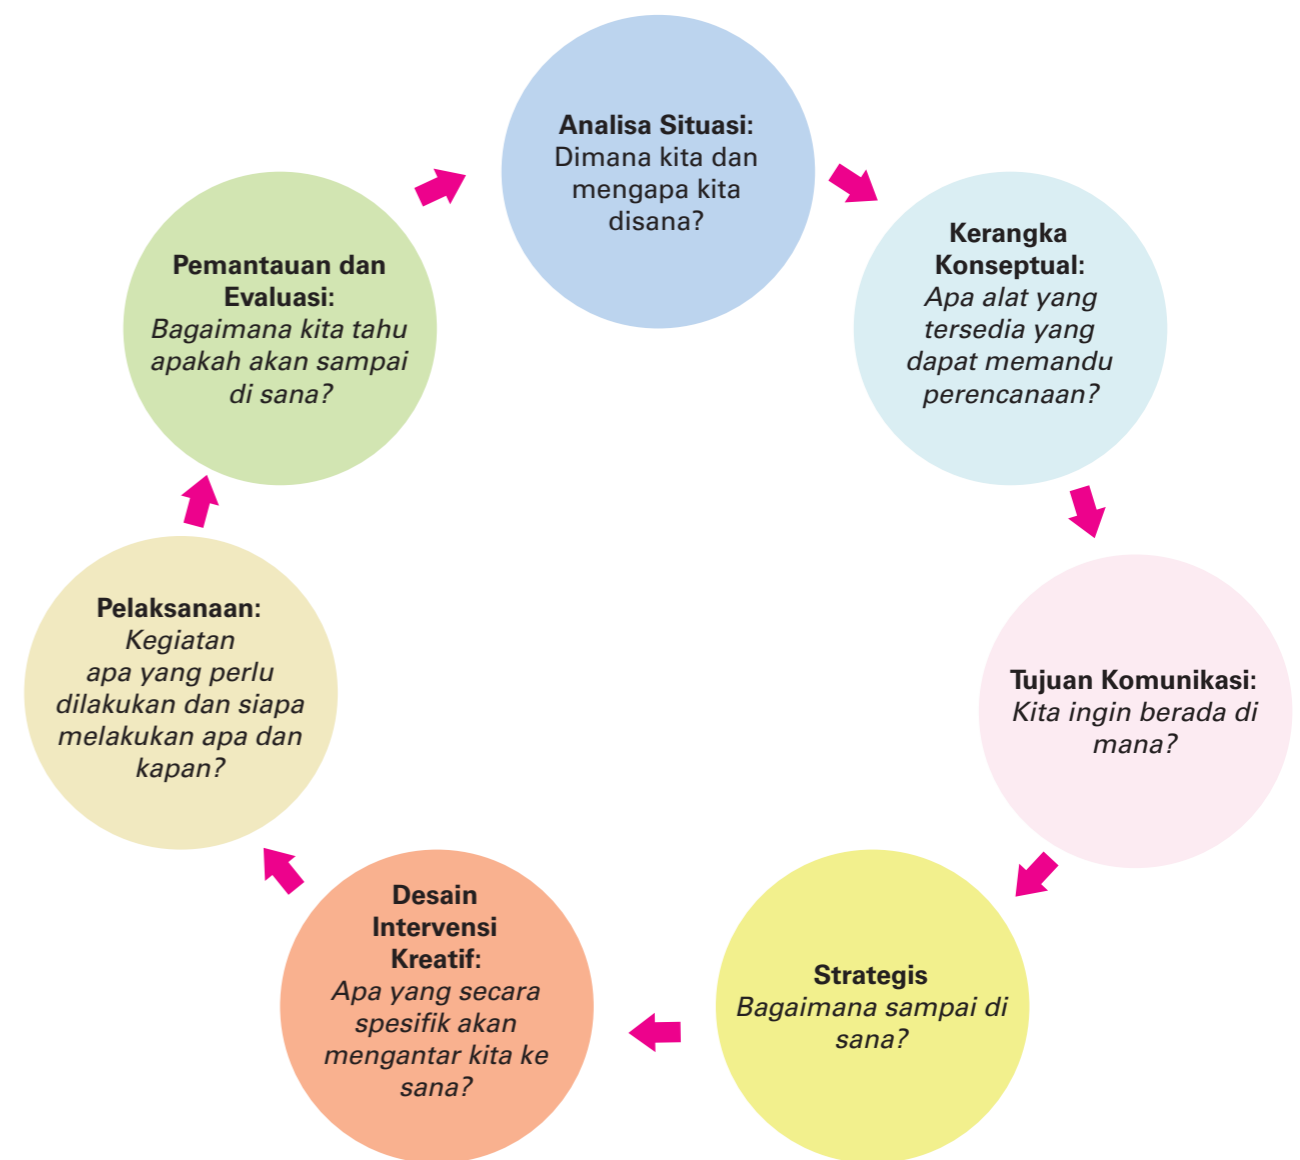 Analisa Situasi:
Dimana kita dan
mengapa kita
disana?
Kerangka
Konseptual:
Apa alat yang
tersedia yang
dapat memandu
perencanaan?
Tujuan Komunikasi:
Kita ingin berada di
mana?
Strategis
Bagaimana sampai di
sana?
Desain
Intervensi
Kreatif:
Apa yang secara
spesifik akan
mengantar kita ke
sana?
Pelaksanaan:
Kegiatan
apa yang perlu
dilakukan dan siapa
melakukan apa dan
kapan?
Pemantauan dan
Evaluasi:
Bagaimana kita tahu
apakah akan sampai
di sana?